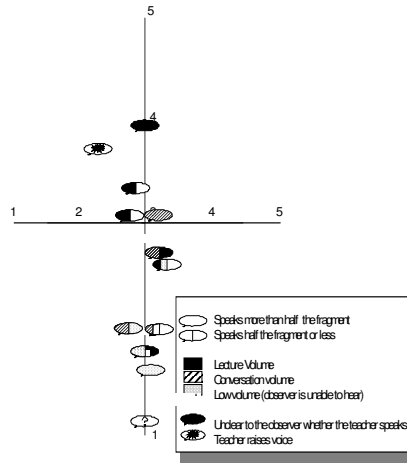 5
4
1 2 3 4 5
Speaks more than half the fragment
Speaks half the fragment or less
Lecture Volume
Conversation volume
Low volume (observer is unable to hear)
?
Unclear to the observer whether the teacher speaks
Teacher raises voice
1